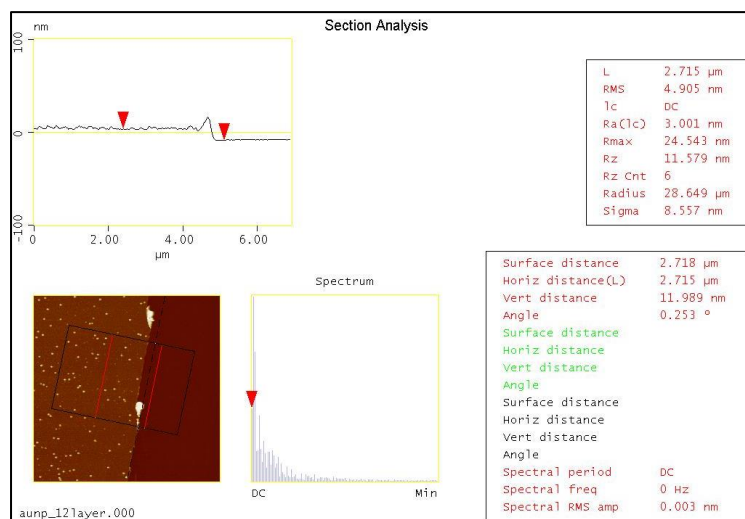 Section Analysis
nm
100
0
-100
0 2.00 4.00 6.00
µm
L 2.715 µm
RMS 4.905 nm
lc DC
Ra(lc) 3.001 nm
Rmax 24.543 nm
Rz 11.579 nm
Rz Cnt 6
Radius 28.649 µm
Sigma 8.557 nm
Spectrum
DC Min
Surface distance 2.718 µm
Horiz distance(L) 2.715 µm
Vert distance 11.989 nm
Angle 0.253 °
Surface distance
Horiz distance
Vert distance
Angle
Surface distance
Horiz distance
Vert distance
Angle
Spectral period DC
Spectral freq 0 Hz
Spectral RMS amp 0.003 nm
aunp_12layer.000